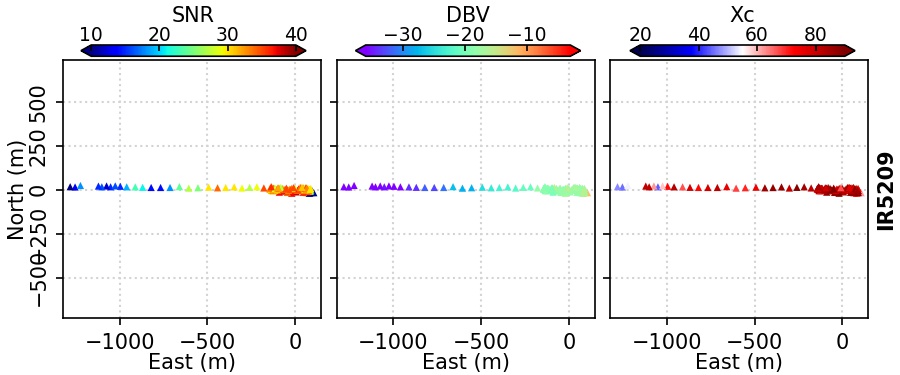 SNR DBV Xc
10 20 30 40 −30 −20 −10 20 40 60 80
500
250
0
−250
−500
North (m)
IR5209
−1000 −500 0 −1000 −500 0 −1000 −500 0
East (m) East (m) East (m)